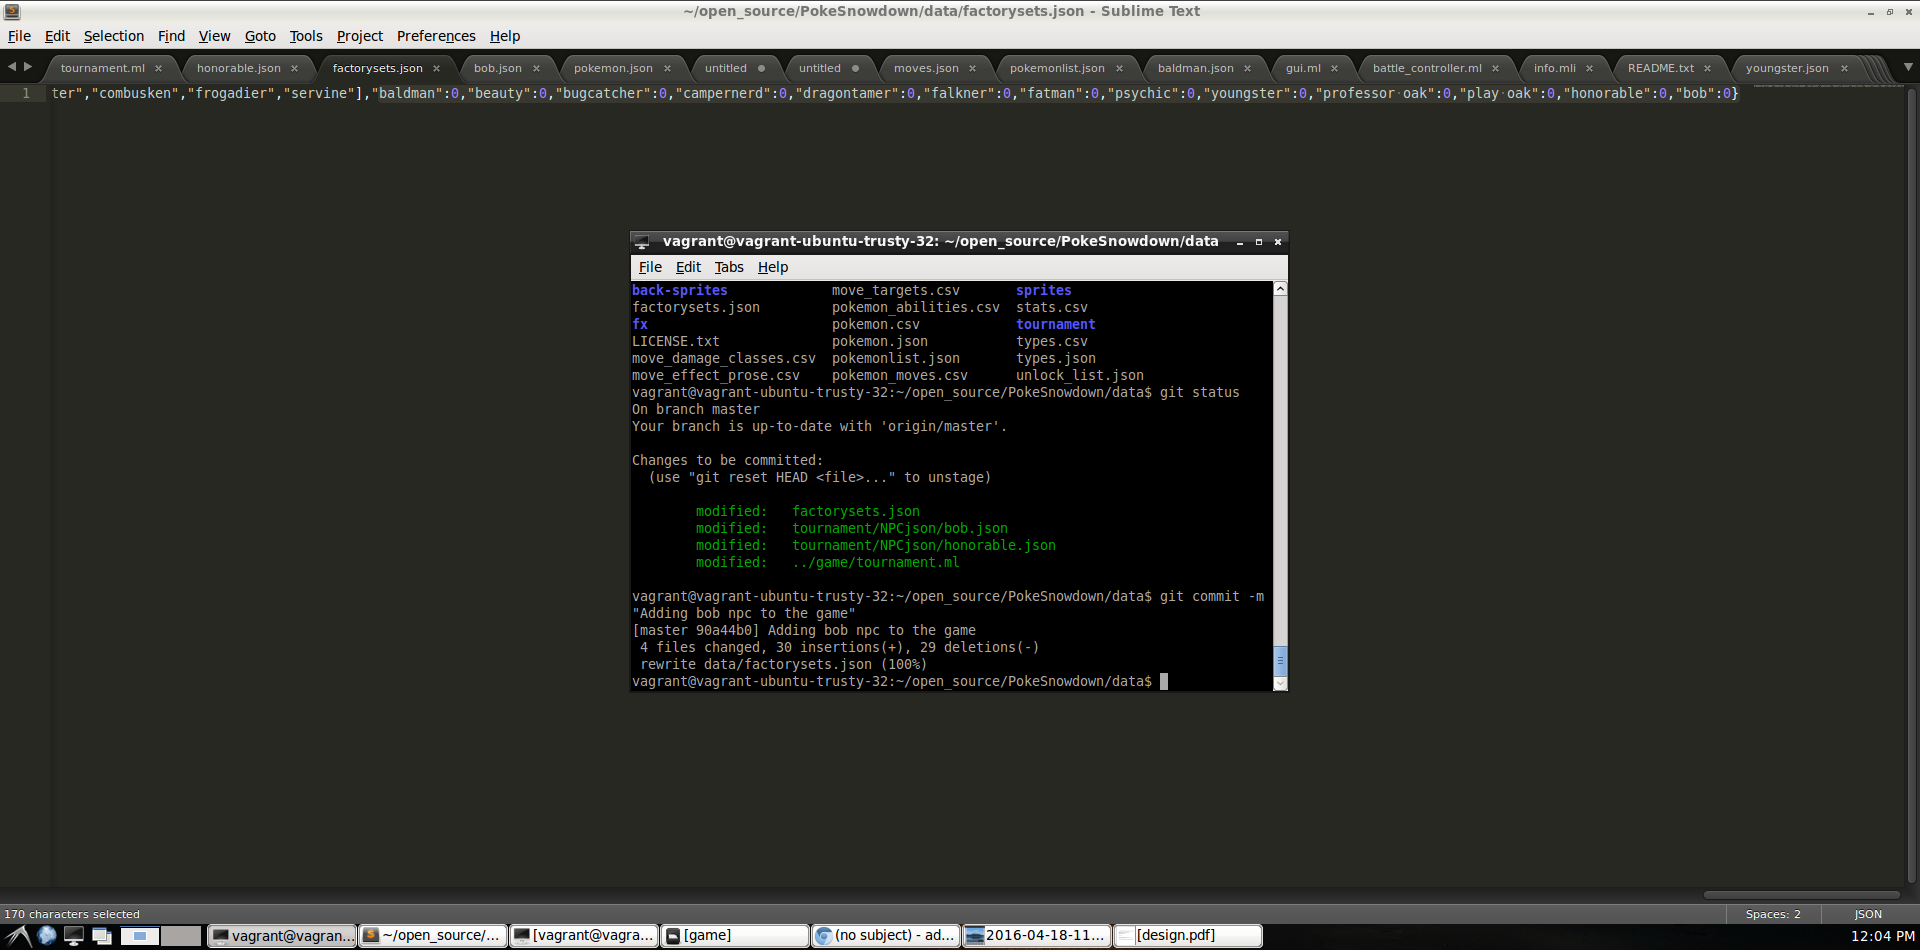 ~/open_source/PokeSnowdown/data/factorysets.json - Sublime Text
File Edit Selection Find View Goto Tools Project Preferences Help
tournament.ml honorable.json factorysets.json bob.json pokemon.json untitled untitled moves.json pokemonlist.json baldman.json gui.ml battle_controller.ml info.mli README.txt youngster.json
1 ter","combusken","frogadier","servine"],"baldman":0,"beauty":0,"bugcatcher":0,"campernerd":0,"dragontamer":0,"falkner":0,"fatman":0,"psychic":0,"youngster":0,"professor oak":0,"play oak":0,"honorable":0,"bob":0}
vagrant@vagrant-ubuntu-trusty-32: ~/open_source/PokeSnowdown/data
File Edit Tabs Help
back-sprites move_targets.csv sprites
factorysets.json pokemon_abilities.csv stats.csv
fx pokemon.csv tournament
LICENSE.txt pokemon.json types.csv
move_damage_classes.csv pokemonlist.json types.json
move_effect_prose.csv pokemon_moves.csv unlock_list.json
vagrant@vagrant-ubuntu-trusty-32:~/open_source/PokeSnowdown/data$ git status
On branch master
Your branch is up-to-date with 'origin/master'.
Changes to be committed:
(use "git reset HEAD <file>..." to unstage)
modified: factorysets.json
modified: tournament/NPCjson/bob.json
modified: tournament/NPCjson/honorable.json
modified: ../game/tournament.ml
vagrant@vagrant-ubuntu-trusty-32:~/open_source/PokeSnowdown/data$ git commit -m
"Adding bob npc to the game"
[master 90a44b0] Adding bob npc to the game
4 files changed, 30 insertions(+), 29 deletions(-)
rewrite data/factorysets.json (100%)
vagrant@vagrant-ubuntu-trusty-32:~/open_source/PokeSnowdown/data$
170 characters selected Spaces: 2 JSON
vagrant@vagran... ~/open_source/... [vagrant@vagra... [game] (no subject) - ad... 2016-04-18-11... [design.pdf] 12:04 PM